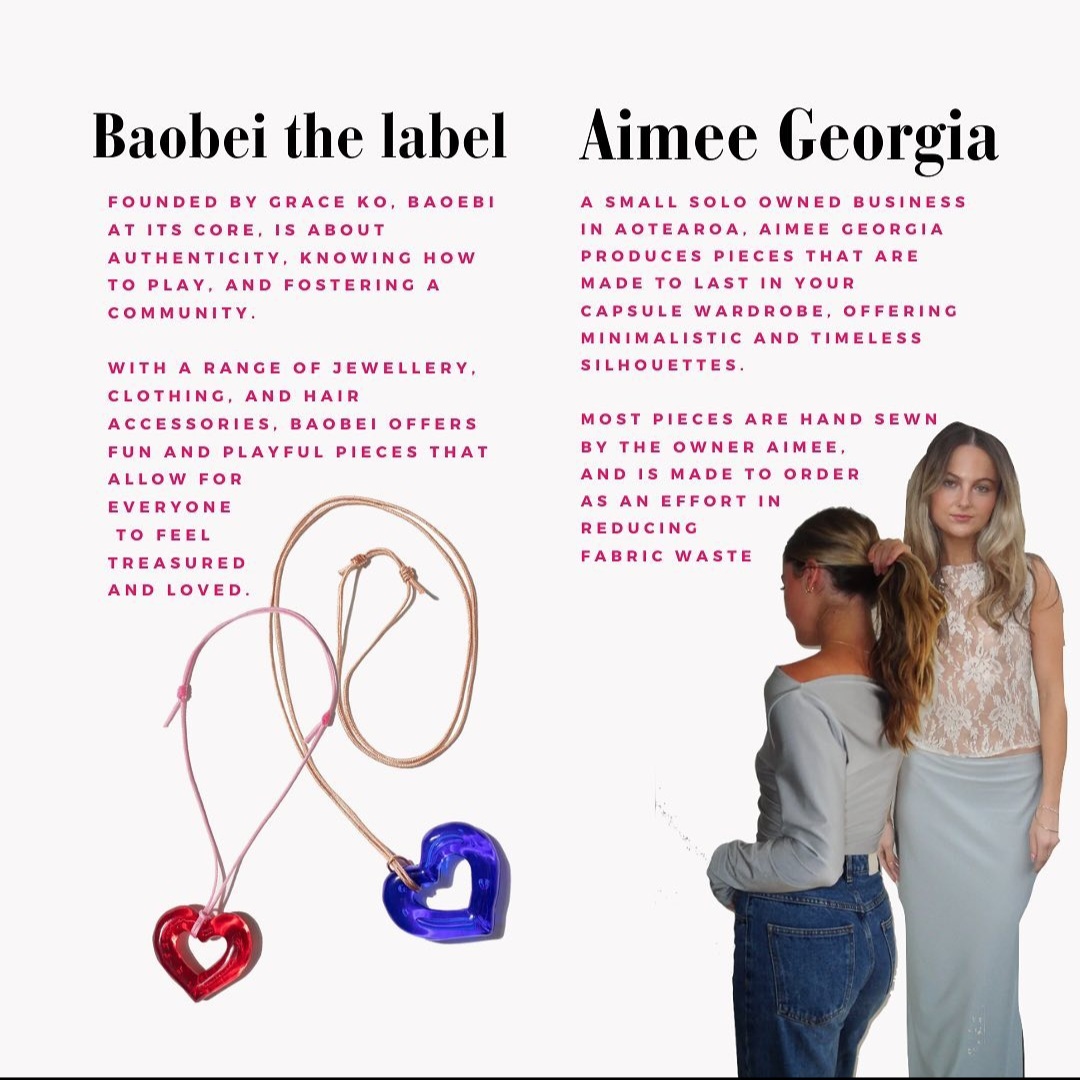 Baobei the label
FOUNDED BY GRACE KO, BAOEBI
AT ITS CORE, IS ABOUT
AUTHENTICITY, KNOWING HOW
TO PLAY, AND FOSTERING A
COMMUNITY.
WITH A RANGE OF JEWELLERY,
CLOTHING, AND HAIR
ACCESSORIES, BAOBEI OFFERS
FUN AND PLAYFUL PIECES THAT
ALLOW FOR
EVERYONE
TO FEEL
TREASURED
AND LOVED.
Aimee Georgia
A SMALL SOLO OWNED BUSINESS
IN AOTEAROA, AIMEE GEORGIA
PRODUCES PIECES THAT ARE
MADE TO LAST IN YOUR
CAPSULE WARDROBE, OFFERING
MINIMALISTIC AND TIMELESS
SILHOUETTES.
MOST PIECES ARE HAND SEWN
BY THE OWNER AIMEE,
AND IS MADE TO ORDER
AS AN EFFORT IN
REDUCING
FABRIC WASTE